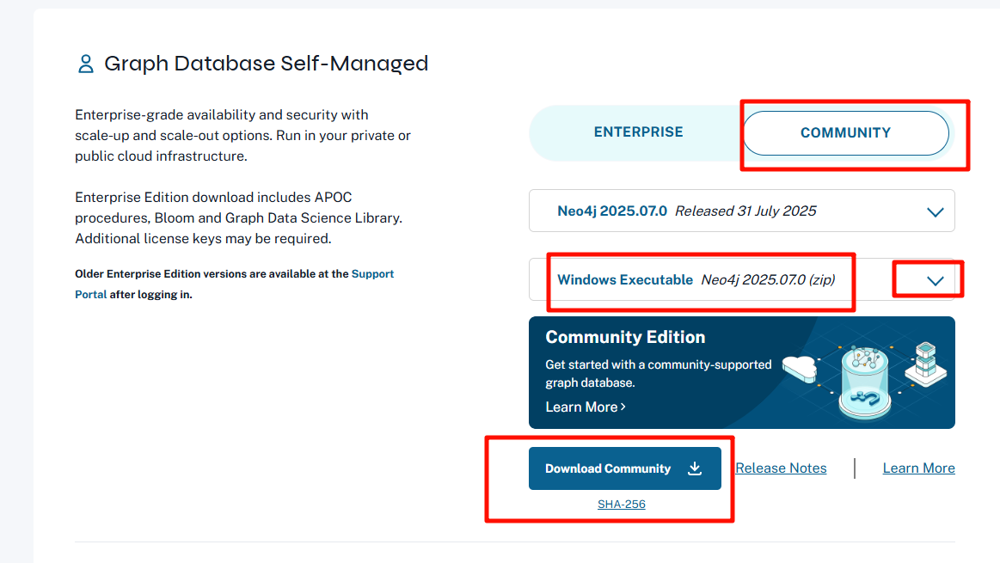 Graph Database Self-Managed
Enterprise-grade availability and security with
scale-up and scale-out options. Run in your private or
public cloud infrastructure.
Enterprise Edition download includes APOC
procedures, Bloom and Graph Data Science Library.
Additional license keys may be required.
Older Enterprise Edition versions are available at the Support
Portal after logging in.
ENTERPRISE
COMMUNITY
Neo4j 2025.07.0 Released 31 July 2025
Windows Executable Neo4j 2025.07.0 (zip)
Community Edition
Get started with a community-supported
graph database.
Learn More ›
Download Community
SHA-256
Release Notes | Learn More